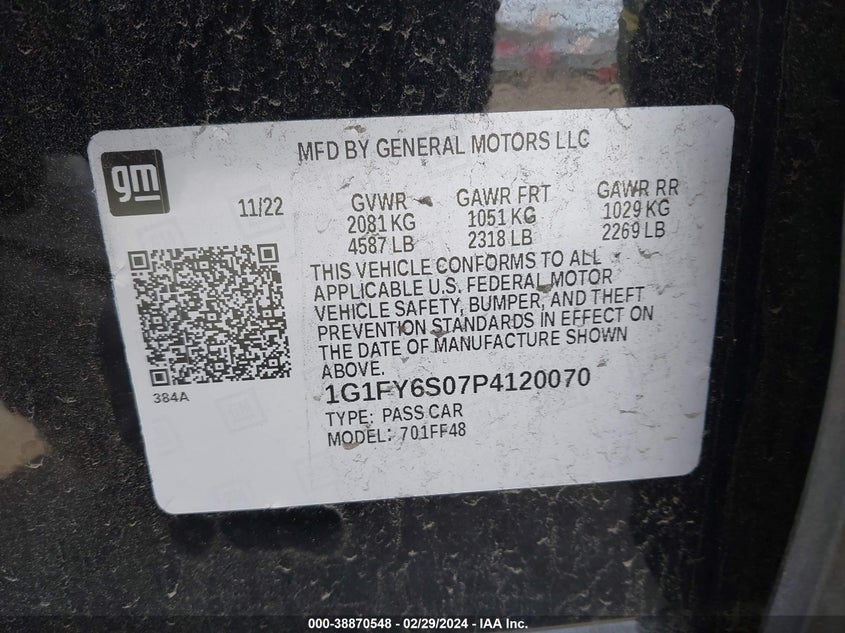 MFD BY GENERAL MOTORS LLC
gm
11/22
GVWR GAWR FRT GAWR RR
2081 KG 1051 KG 1029 KG
4587 LB 2318 LB 2269 LB
THIS VEHICLE CONFORMS TO ALL
APPLICABLE U.S. FEDERAL MOTOR
VEHICLE SAFETY, BUMPER, AND THEFT
PREVENTION STANDARDS IN EFFECT ON
THE DATE OF MANUFACTURE SHOWN
ABOVE.
384A
1G1FY6S07P4120070
TYPE: PASS CAR
MODEL: 701FF48
000-38870548 - 02/29/2024 - IAA Inc.